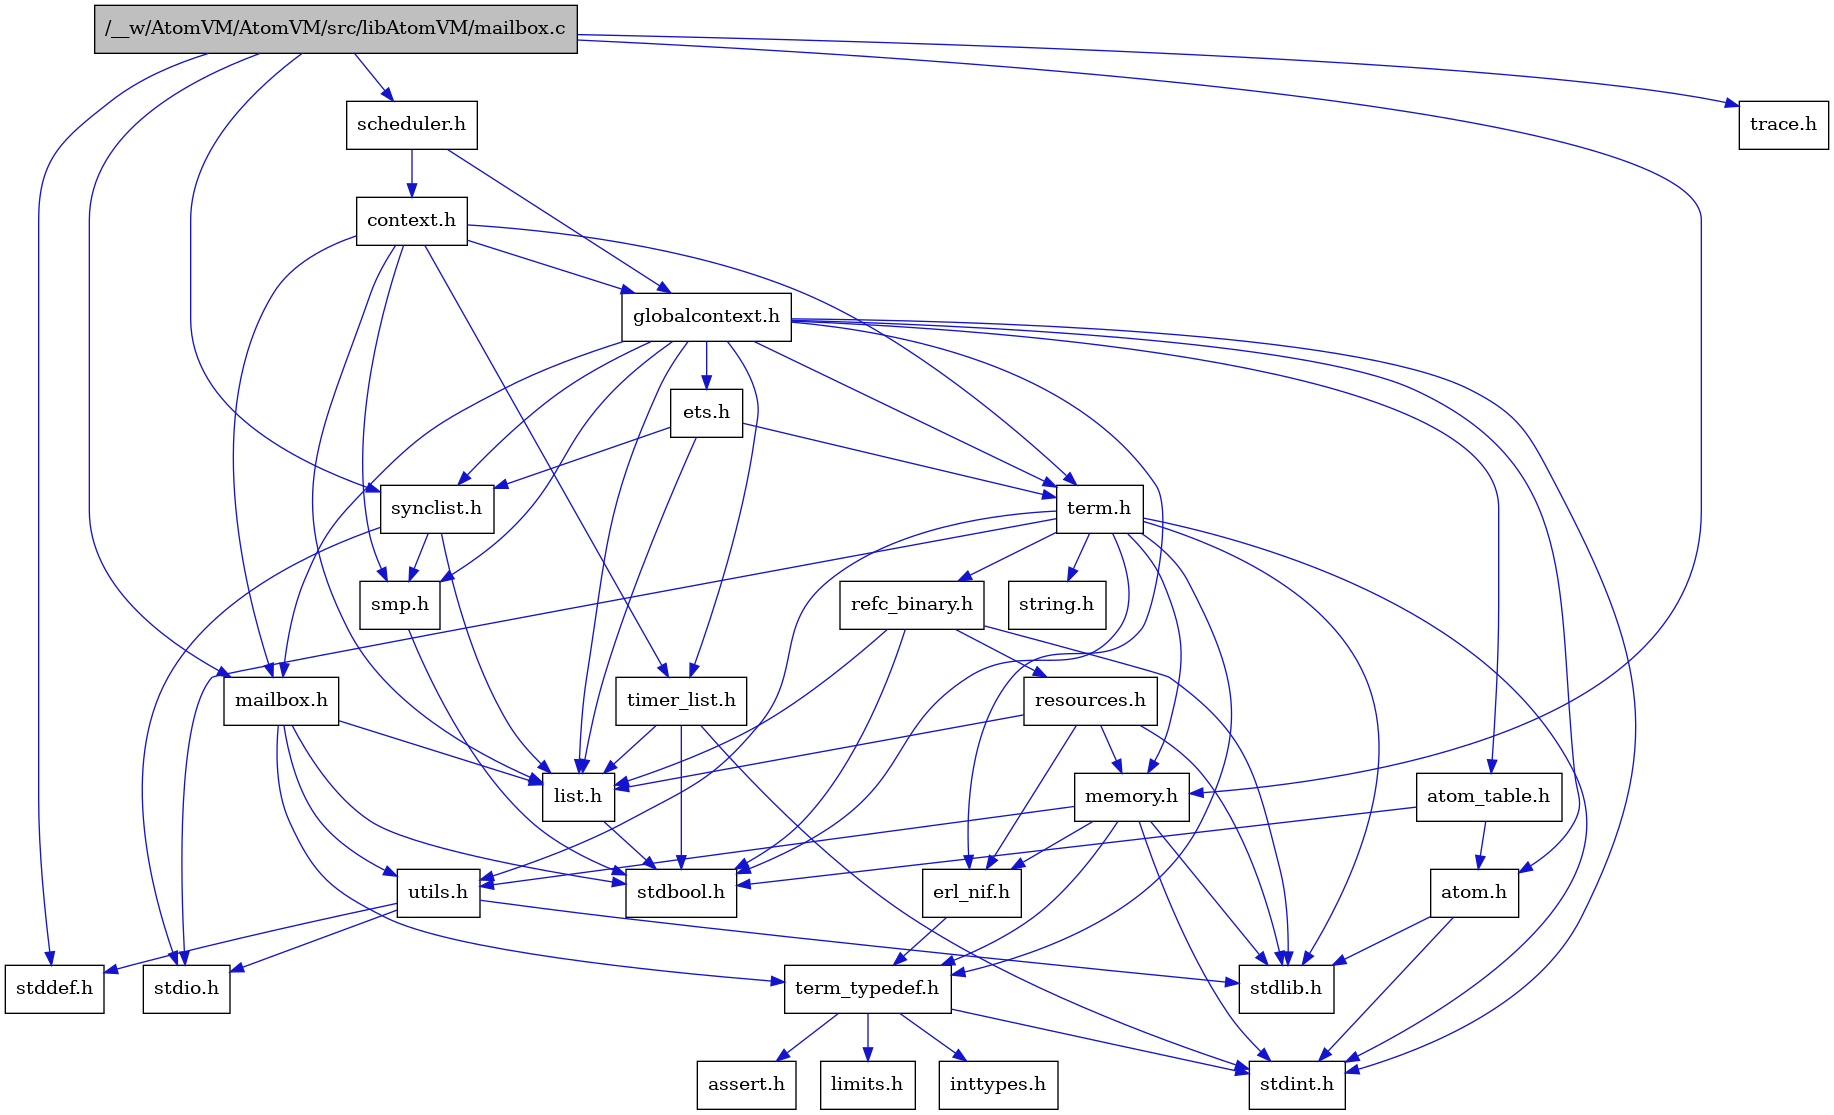 /__w/AtomVM/AtomVM/src/libAtomVM/mailbox.c
scheduler.h
trace.h
context.h
globalcontext.h
ets.h
synclist.h
term.h
smp.h
refc_binary.h
string.h
mailbox.h
timer_list.h
resources.h
list.h
memory.h
atom_table.h
utils.h
stdbool.h
erl_nif.h
atom.h
stddef.h
stdio.h
term_typedef.h
stdlib.h
assert.h
limits.h
inttypes.h
stdint.h